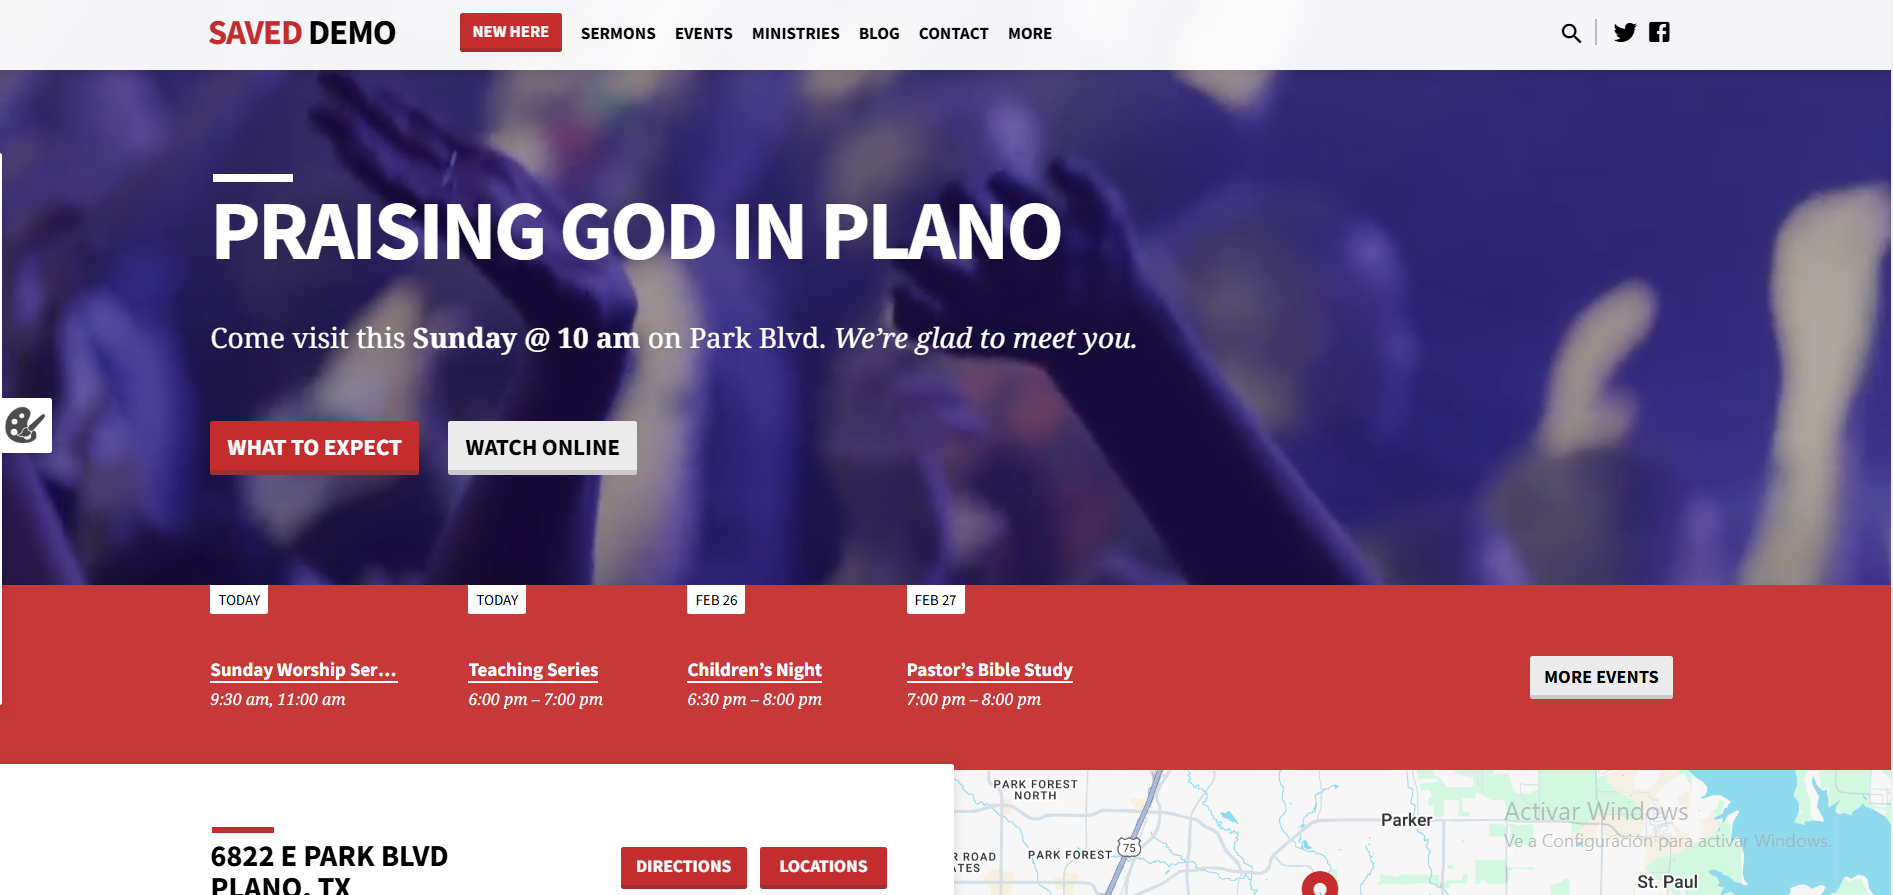 SAVED DEMO
NEW HERE
SERMONS
EVENTS
MINISTRIES
BLOG
CONTACT
MORE
PRAISING GOD IN PLANO
Come visit this Sunday @ 10 am on Park Blvd. We're glad to meet you.
WHAT TO EXPECT
WATCH ONLINE
TODAY
Sunday Worship Ser...
9:30 am, 11:00 am
TODAY
Teaching Series
6:00 pm – 7:00 pm
FEB 26
Children's Night
6:30 pm – 8:00 pm
FEB 27
Pastor's Bible Study
7:00 pm – 8:00 pm
MORE EVENTS
6822 E PARK BLVD
PLANO, TX
DIRECTIONS
LOCATIONS
PARK FOREST
NORTH
Parker
R ROAD
PARK FOREST
75
St. Paul
Activar Windows
Ve a Configuración para activar Windows.